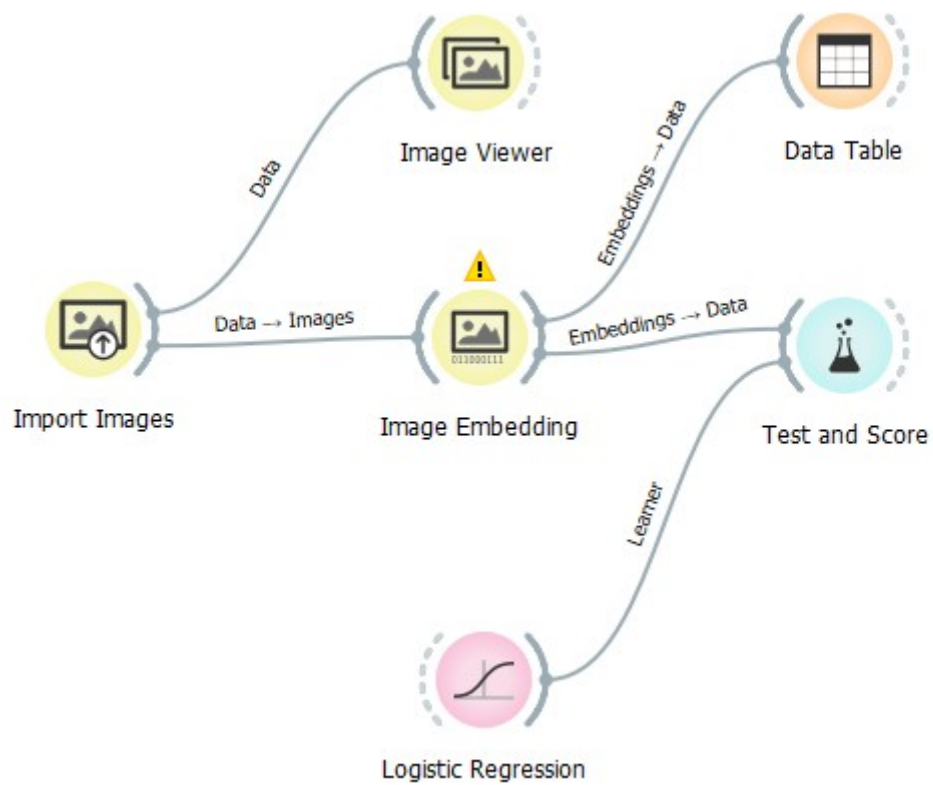 Image Viewer
Data Table
Data
Embeddings → Data
Data → Images
011000111
Embeddings → Data
Import Images
Image Embedding
Test and Score
Learner
Logistic Regression